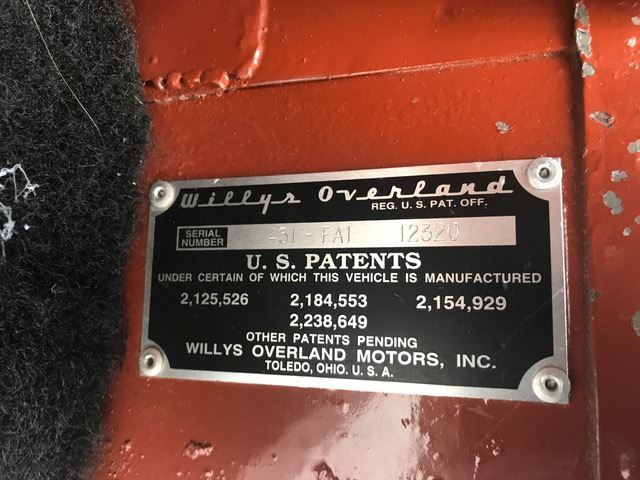 Willys Overland
REG. U.S. PAT. OFF.
SERIAL NUMBER 451-FA1 12320
U. S. PATENTS
UNDER CERTAIN OF WHICH THIS VEHICLE IS MANUFACTURED
2,125,526 2,184,553 2,154,929
2,238,649
OTHER PATENTS PENDING
WILLYS OVERLAND MOTORS, INC.
TOLEDO, OHIO. U. S. A.